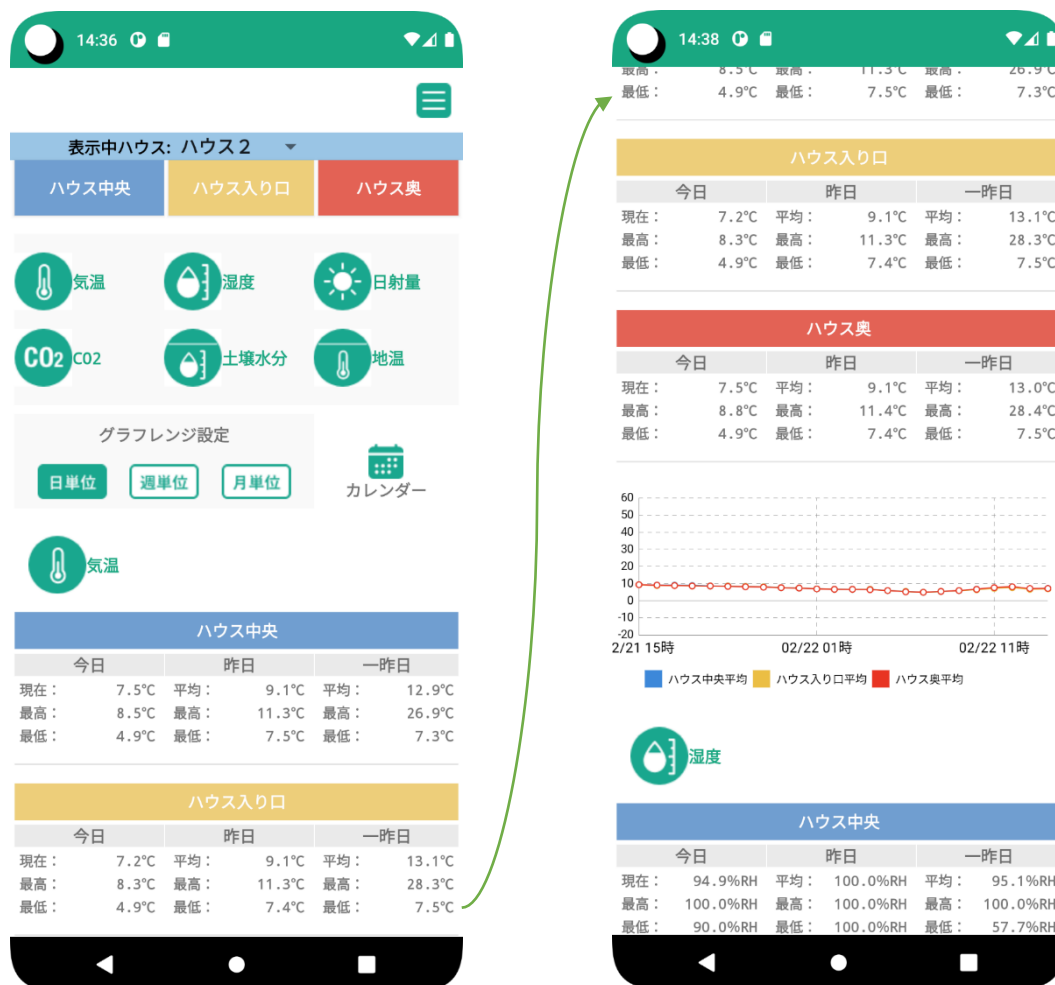 14:36
表示中ハウス: ハウス２
ハウス中央 ハウス入り口 ハウス奥
気温 湿度 日射量
CO2 CO2 土壌水分 地温
グラフレンジ設定
日単位 週単位 月単位
カレンダー
気温
ハウス中央
今日 昨日 一昨日
現在： 7.5℃ 平均： 9.1℃ 平均： 12.9℃
最高： 8.5℃ 最高： 11.3℃ 最高： 26.9℃
最低： 4.9℃ 最低： 7.5℃ 最低： 7.3℃
ハウス入り口
今日 昨日 一昨日
現在： 7.2℃ 平均： 9.1℃ 平均： 13.1℃
最高： 8.3℃ 最高： 11.3℃ 最高： 28.3℃
最低： 4.9℃ 最低： 7.4℃ 最低： 7.5℃
14:38
最高： 8.5℃ 最高： 11.3℃ 最高： 26.9℃
最低： 4.9℃ 最低： 7.5℃ 最低： 7.3℃
ハウス入り口
今日 昨日 一昨日
現在： 7.2℃ 平均： 9.1℃ 平均： 13.1℃
最高： 8.3℃ 最高： 11.3℃ 最高： 28.3℃
最低： 4.9℃ 最低： 7.4℃ 最低： 7.5℃
ハウス奥
今日 昨日 一昨日
現在： 7.5℃ 平均： 9.1℃ 平均： 13.0℃
最高： 8.8℃ 最高： 11.4℃ 最高： 28.4℃
最低： 4.9℃ 最低： 7.4℃ 最低： 7.5℃
60
50
40
30
20
10
0
-10
-20
2/21 15時 02/22 01時 02/22 11時
ハウス中央平均 ハウス入り口平均 ハウス奥平均
湿度
ハウス中央
今日 昨日 一昨日
現在： 94.9%RH 平均： 100.0%RH 平均： 95.1%RH
最高： 100.0%RH 最高： 100.0%RH 最高： 100.0%RH
最低： 90.0%RH 最低： 100.0%RH 最低： 57.7%RH